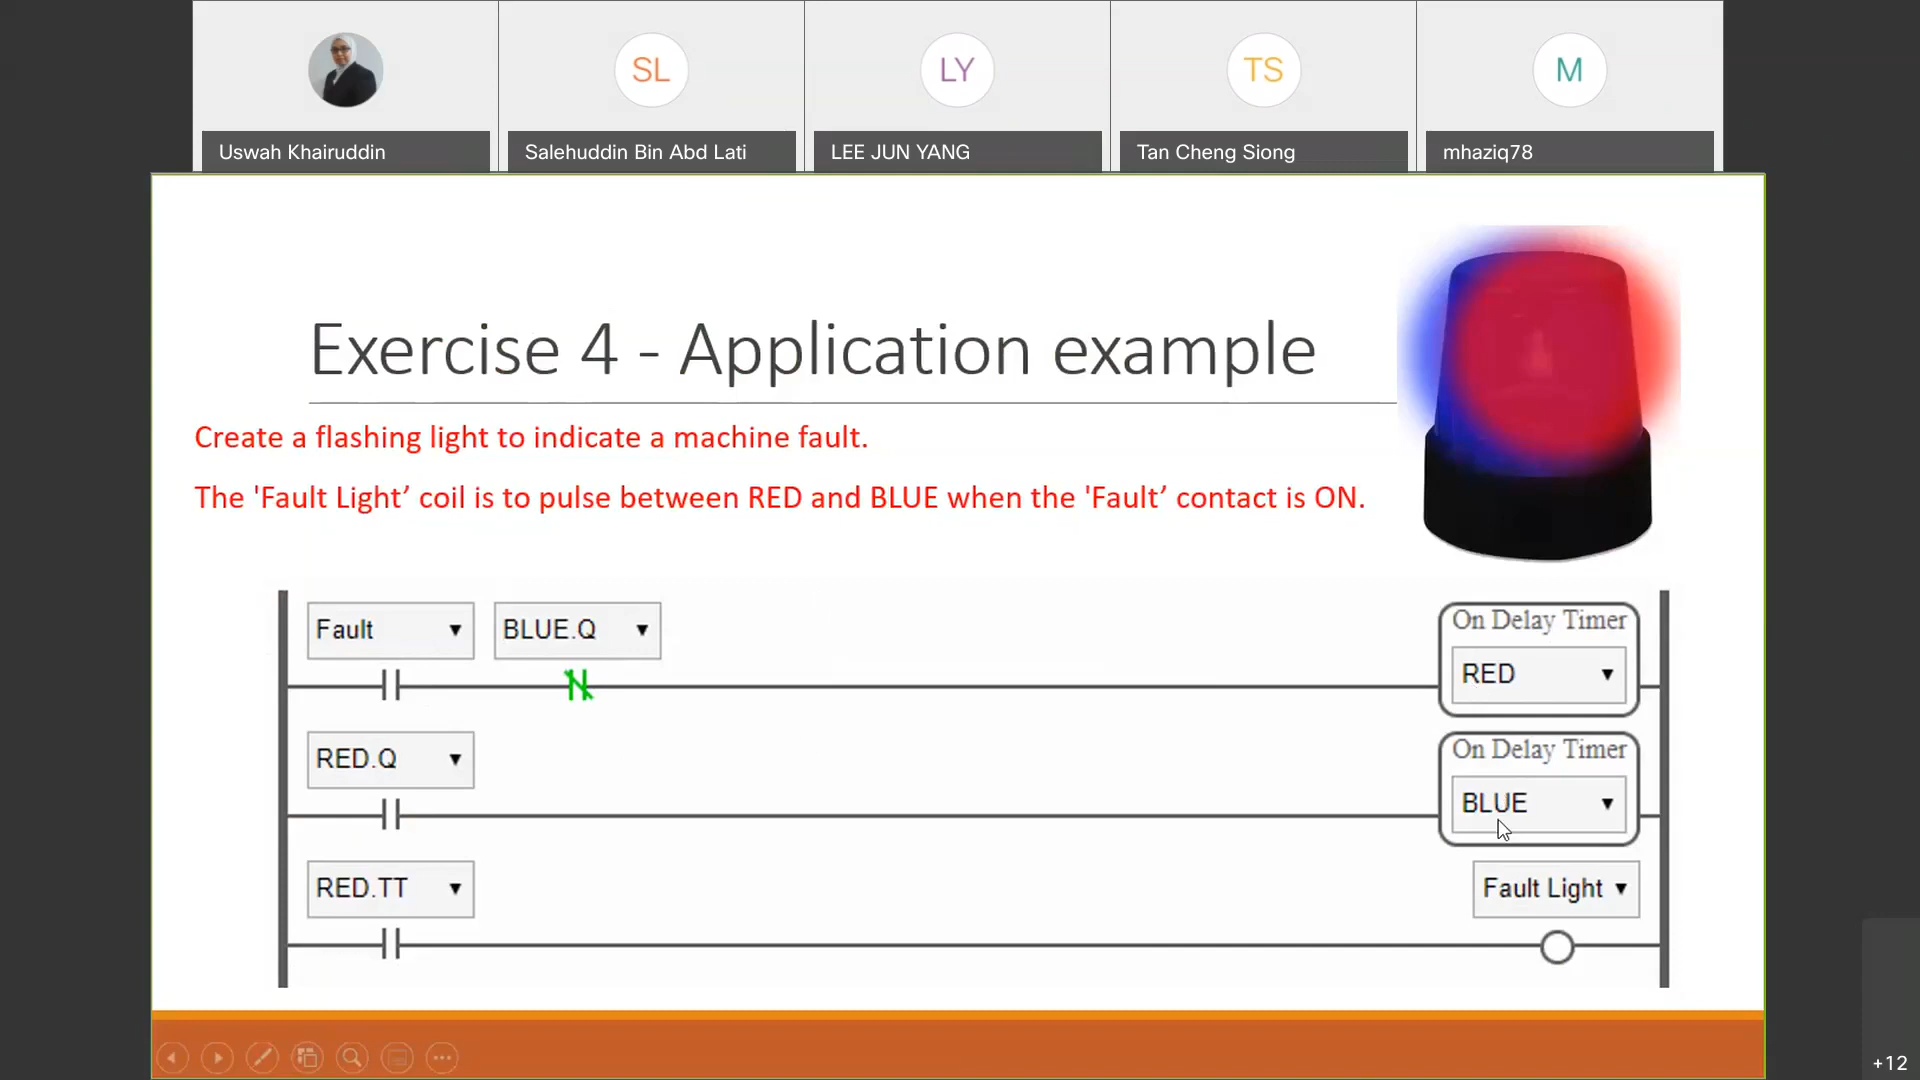 SL
LY
TS
M
Uswah Khairuddin
Salehuddin Bin Abd Lati
LEE JUN YANG
Tan Cheng Siong
mhaziq78
Exercise 4 - Application example
Create a flashing light to indicate a machine fault.
The 'Fault Light’ coil is to pulse between RED and BLUE when the 'Fault’ contact is ON.
Fault
BLUE.Q
On Delay Timer
RED
RED.Q
On Delay Timer
BLUE
RED.TT
Fault Light
+12